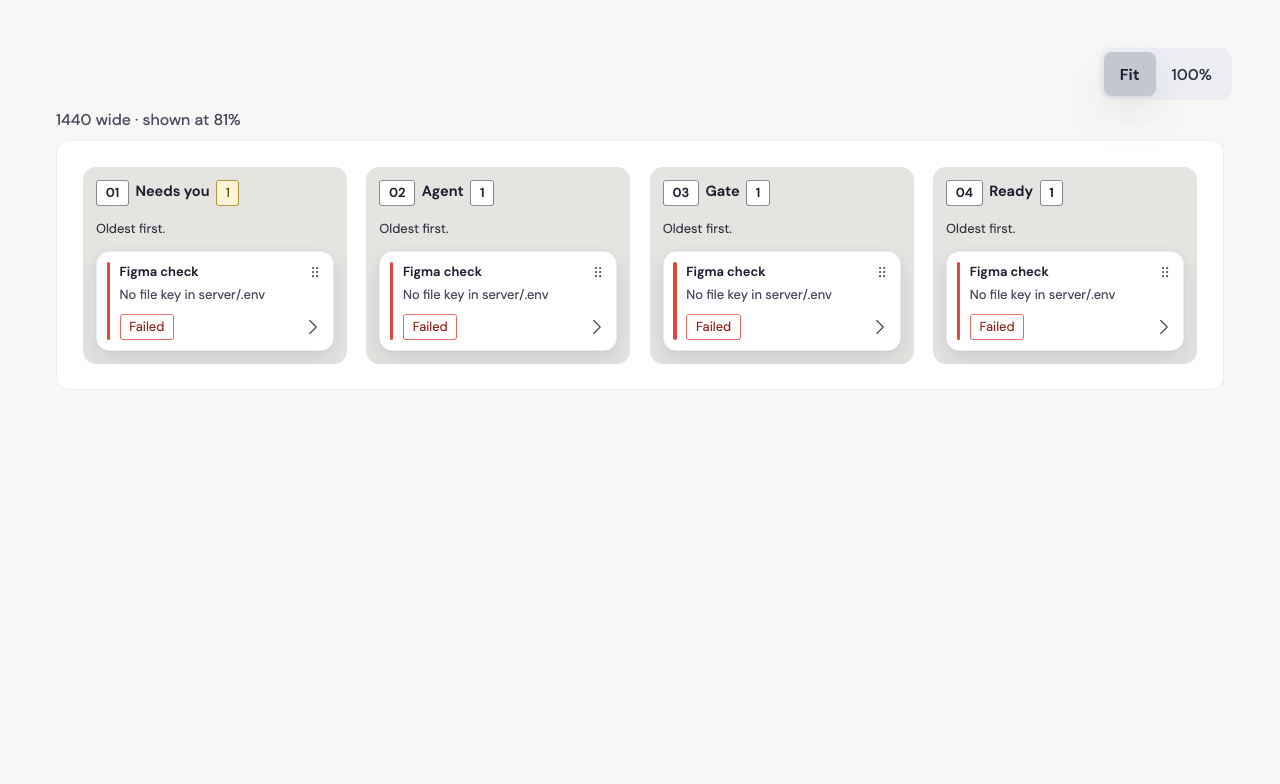 Fit 100%
1440 wide · shown at 81%
01 Needs you 1
Oldest first.
Figma check
No file key in server/.env
Failed
02 Agent 1
Oldest first.
Figma check
No file key in server/.env
Failed
03 Gate 1
Oldest first.
Figma check
No file key in server/.env
Failed
04 Ready 1
Oldest first.
Figma check
No file key in server/.env
Failed